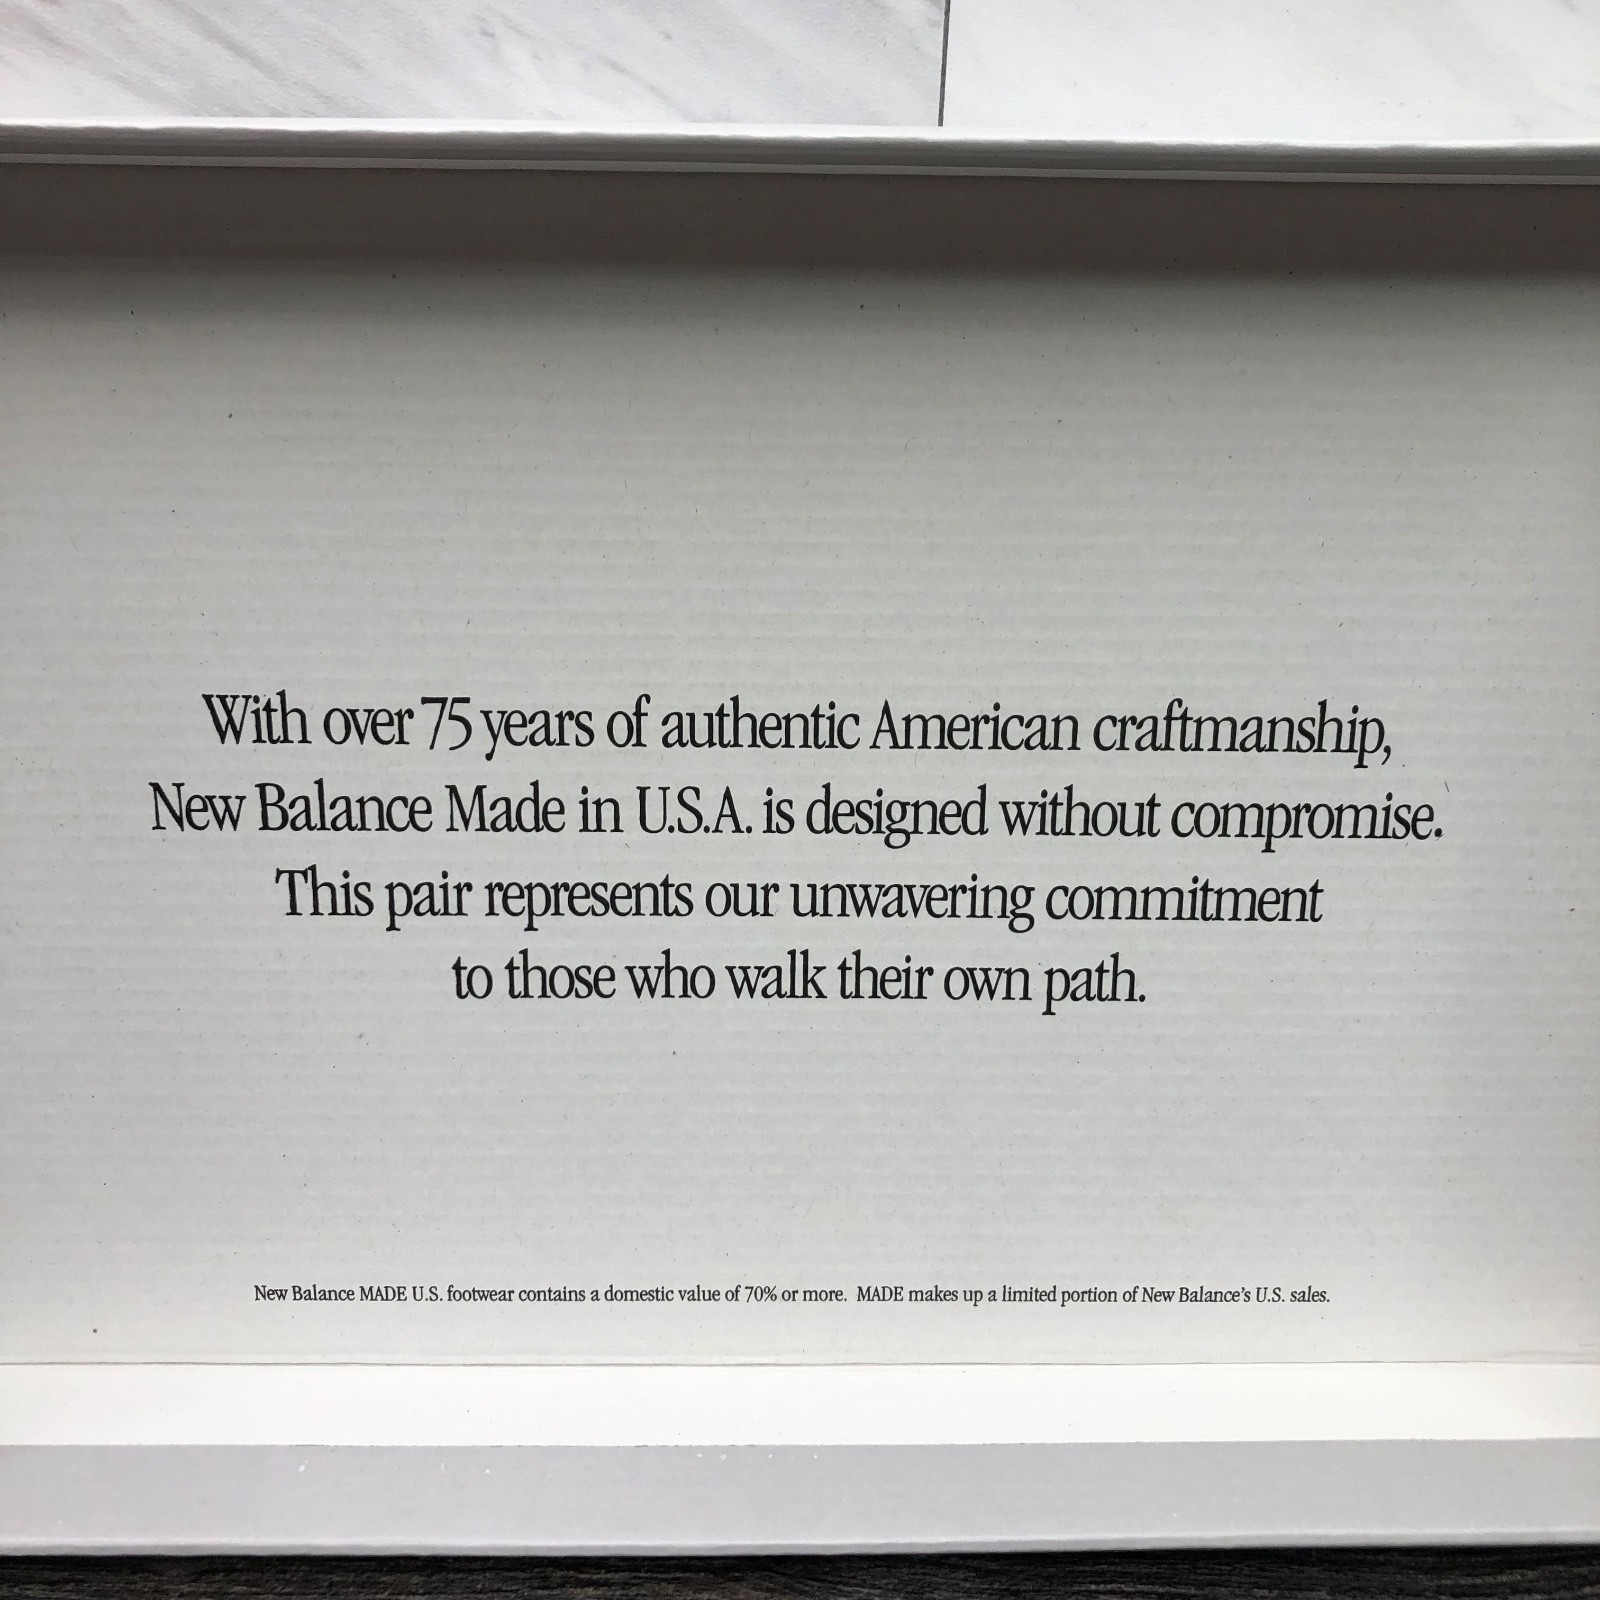 With over 75 years of authentic American craftmanship,
New Balance Made in U.S.A. is designed without compromise.
This pair represents our unwavering commitment
to those who walk their own path.
New Balance MADE U.S. footwear contains a domestic value of 70% or more. MADE makes up a limited portion of New Balance's U.S. sales.